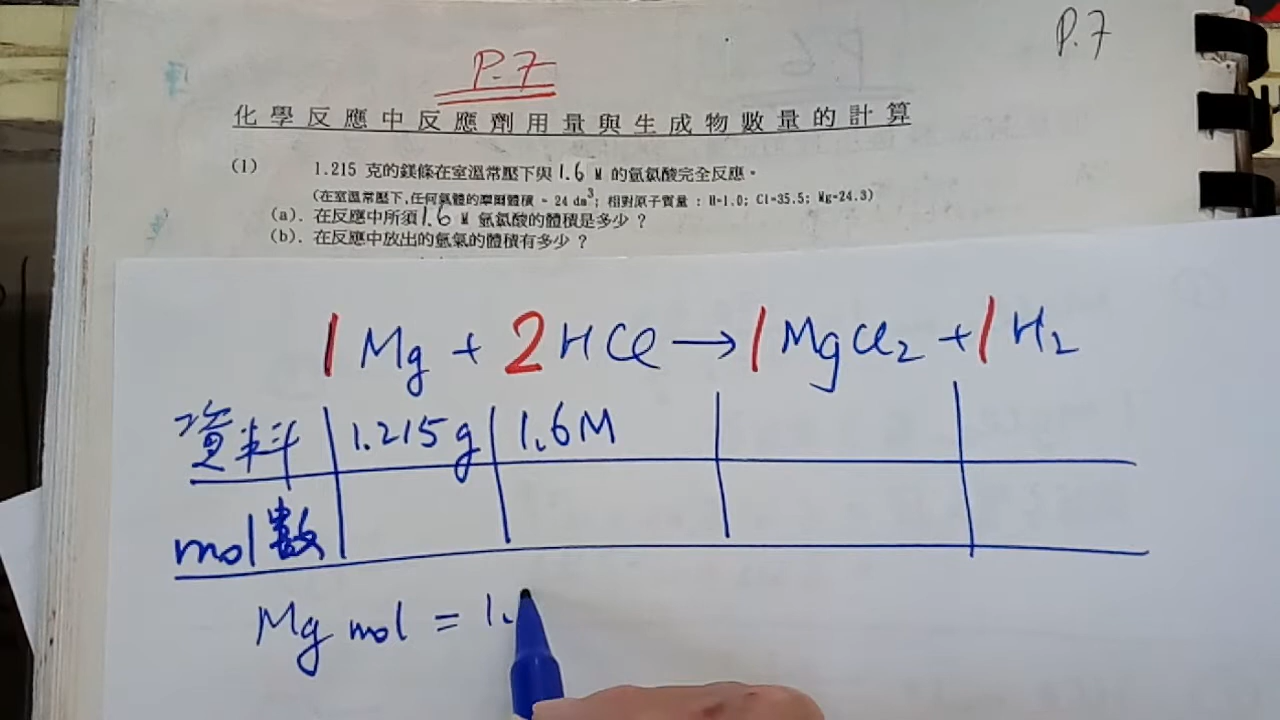 P.7
P.7
化學反應中反應劑用量與生成物數量的計算
(1) 1.215 克的鎂條在室溫常壓下與 1.6 M 的氫氯酸完全反應。
(在室溫常壓下,任何氣體的摩爾體積 = 24 dm³; 相對原子質量 : H=1.0; Cl=35.5; Mg=24.3)
(a). 在反應中所須 1.6 M 氫氯酸的體積是多少 ?
(b). 在反應中放出的氫氣的體積有多少 ?
1 Mg + 2 HCl → 1 MgCl₂ + 1 H₂
資料 1.215g 1.6M
mol數
Mg mol = 1.